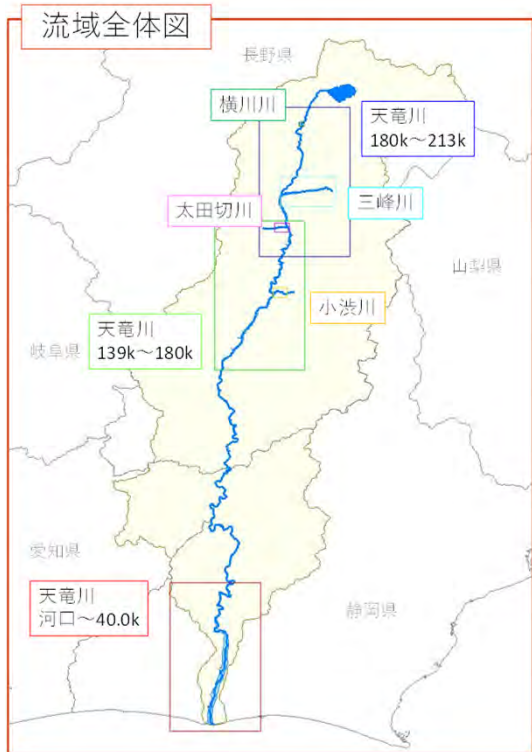 流域全体図
長野県
横川川
天竜川
180k～213k
太田切川
三峰川
山梨県
小渋川
天竜川
139k～180k
岐阜県
愛知県
天竜川
河口～40.0k
静岡県